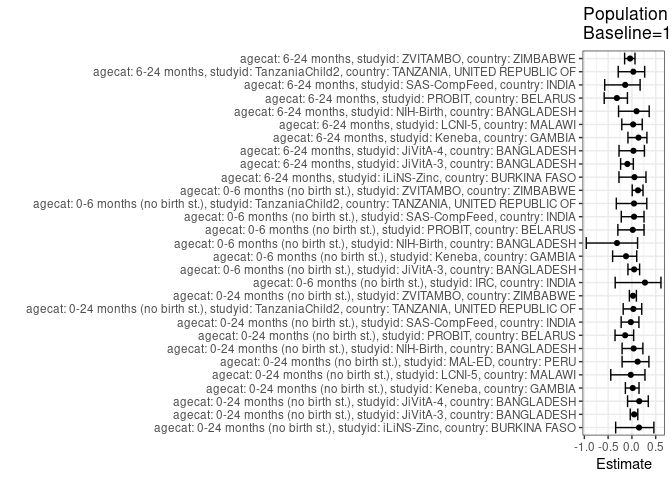 Population
Baseline=1
agecat: 6-24 months, studyid: ZVITAMBO, country: ZIMBABWE
agecat: 6-24 months, studyid: TanzaniaChild2, country: TANZANIA, UNITED REPUBLIC OF
agecat: 6-24 months, studyid: SAS-CompFeed, country: INDIA
agecat: 6-24 months, studyid: PROBIT, country: BELARUS
agecat: 6-24 months, studyid: NIH-Birth, country: BANGLADESH
agecat: 6-24 months, studyid: LCNI-5, country: MALAWI
agecat: 6-24 months, studyid: Keneba, country: GAMBIA
agecat: 6-24 months, studyid: JiVitA-4, country: BANGLADESH
agecat: 6-24 months, studyid: JiVitA-3, country: BANGLADESH
agecat: 6-24 months, studyid: iLiNS-Zinc, country: BURKINA FASO
agecat: 0-6 months (no birth st.), studyid: ZVITAMBO, country: ZIMBABWE
agecat: 0-6 months (no birth st.), studyid: TanzaniaChild2, country: TANZANIA, UNITED REPUBLIC OF
agecat: 0-6 months (no birth st.), studyid: SAS-CompFeed, country: INDIA
agecat: 0-6 months (no birth st.), studyid: PROBIT, country: BELARUS
agecat: 0-6 months (no birth st.), studyid: NIH-Birth, country: BANGLADESH
agecat: 0-6 months (no birth st.), studyid: Keneba, country: GAMBIA
agecat: 0-6 months (no birth st.), studyid: JiVitA-3, country: BANGLADESH
agecat: 0-6 months (no birth st.), studyid: IRC, country: INDIA
agecat: 0-24 months (no birth st.), studyid: ZVITAMBO, country: ZIMBABWE
agecat: 0-24 months (no birth st.), studyid: TanzaniaChild2, country: TANZANIA, UNITED REPUBLIC OF
agecat: 0-24 months (no birth st.), studyid: SAS-CompFeed, country: INDIA
agecat: 0-24 months (no birth st.), studyid: PROBIT, country: BELARUS
agecat: 0-24 months (no birth st.), studyid: NIH-Birth, country: BANGLADESH
agecat: 0-24 months (no birth st.), studyid: MAL-ED, country: PERU
agecat: 0-24 months (no birth st.), studyid: LCNI-5, country: MALAWI
agecat: 0-24 months (no birth st.), studyid: Keneba, country: GAMBIA
agecat: 0-24 months (no birth st.), studyid: JiVitA-4, country: BANGLADESH
agecat: 0-24 months (no birth st.), studyid: JiVitA-3, country: BANGLADESH
agecat: 0-24 months (no birth st.), studyid: iLiNS-Zinc, country: BURKINA FASO
-1.0 -0.5 0.0 0.5
Estimate